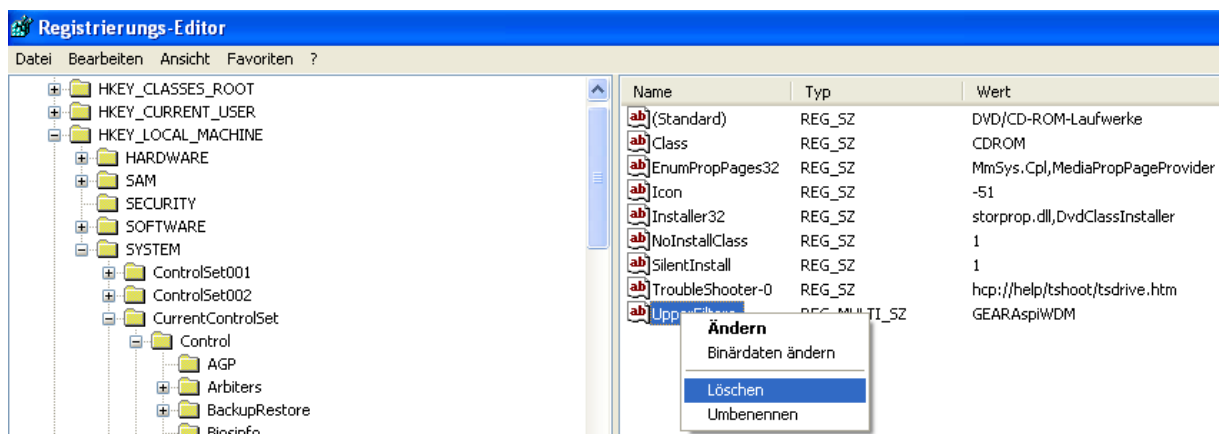 Registrierungs-Editor
Datei Bearbeiten Ansicht Favoriten ?
HKEY_CLASSES_ROOT
HKEY_CURRENT_USER
HKEY_LOCAL_MACHINE
HARDWARE
SAM
SECURITY
SOFTWARE
SYSTEM
ControlSet001
ControlSet002
CurrentControlSet
Control
AGP
Arbiters
BackupRestore
Biosinfo
Name Typ Wert
(Standard) REG_SZ DVD/CD-ROM-Laufwerke
Class REG_SZ CDROM
EnumPropPages32 REG_SZ MmSys.Cpl,MediaPropPageProvider
Icon REG_SZ -51
Installer32 REG_SZ storprop.dll,DvdClassInstaller
NoInstallClass REG_SZ 1
SilentInstall REG_SZ 1
TroubleShooter-0 REG_SZ hcp://help/tshoot/tsdrive.htm
UpperFilters REG_MULTI_SZ GEARAspiWDM
Ändern
Binärdaten ändern
Löschen
Umbenennen